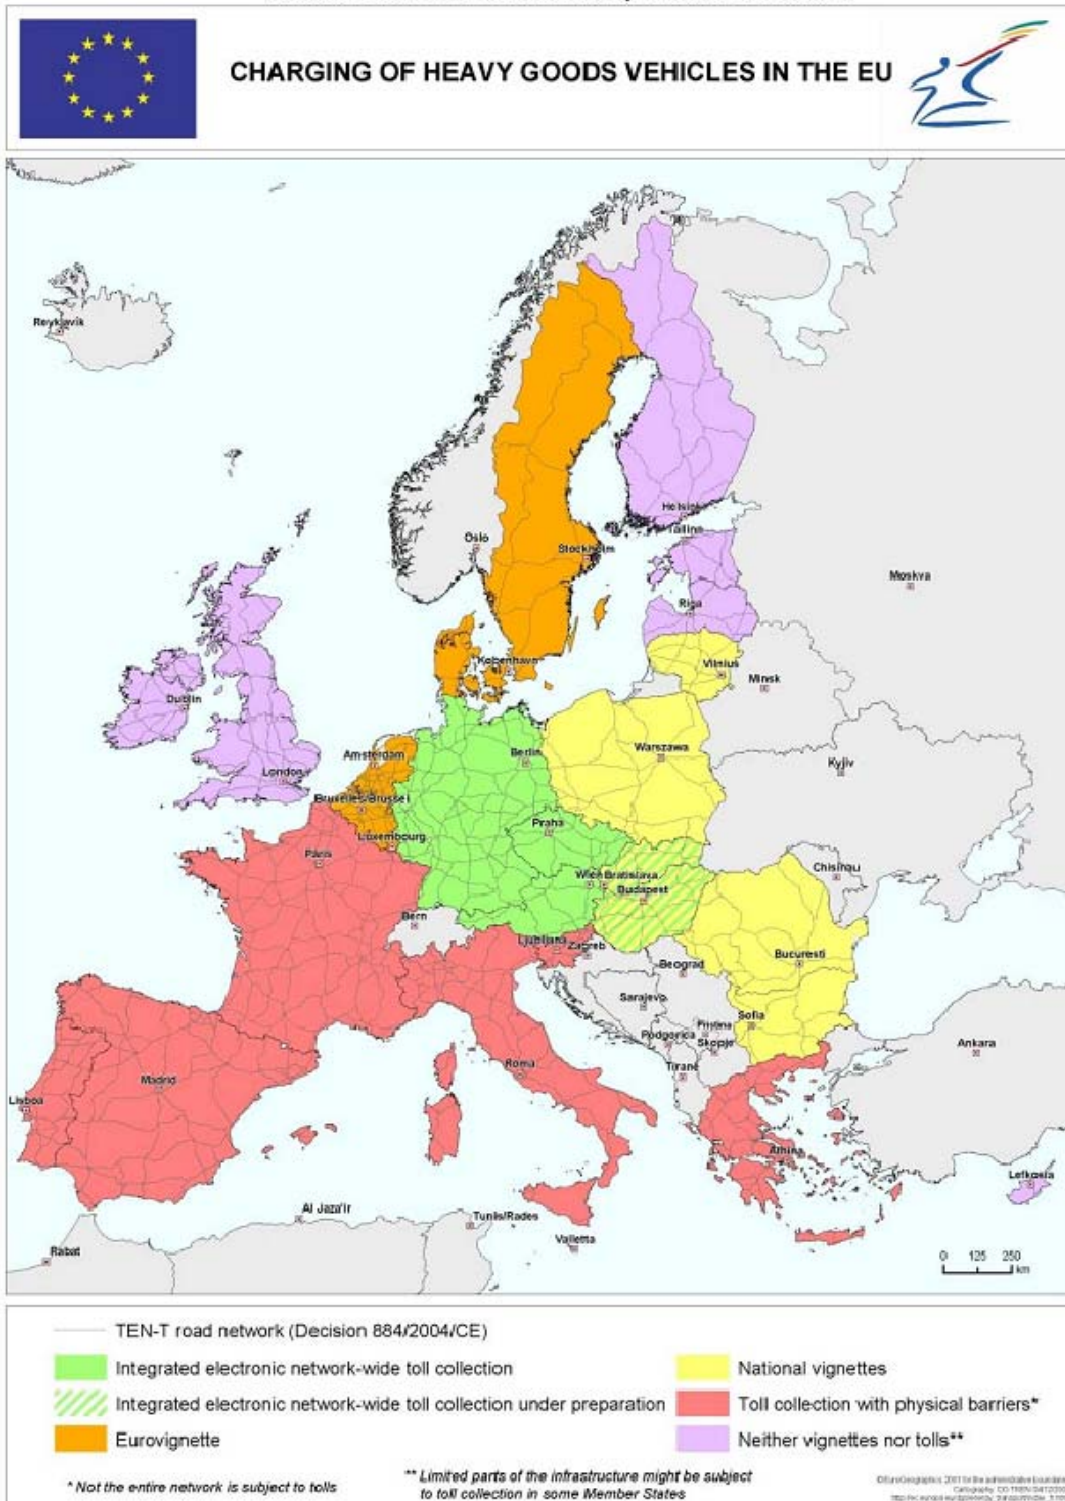 CHARGING OF HEAVY GOODS VEHICLES IN THE EU
Reykjavik
Oslo
Helsinki
Tallinn
Stockholm
Moskva
Riga
København
Vilnius
Minsk
Dublin
Amsterdam
Berlin
Warszawa
London
Kyjiv
Bruxelles/Brussel
Praha
Luxembourg
Paris
Wien
Bratislava
Chisinau
Budapest
Bern
Ljubljana
Zagreb
Bucuresti
Beograd
Sarajevo
Sofia
Pristina
Podgorica
Skopje
Ankara
Roma
Tiranë
Madrid
Lisboa
Athina
Lefkosia
Al Jaza'ir
Tunis/Rades
Valletta
Rabat
0 125 250
km
TEN-T road network (Decision 884/2004/CE)
Integrated electronic network-wide toll collection
National vignettes
Integrated electronic network-wide toll collection under preparation
Toll collection with physical barriers*
Eurovignette
Neither vignettes nor tolls**
* Not the entire network is subject to tolls
** Limited parts of the infrastructure might be subject
to toll collection in some Member States